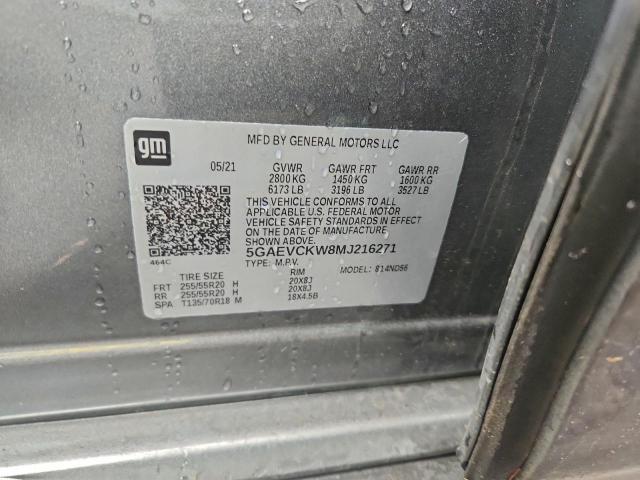 gm
MFD BY GENERAL MOTORS LLC
05/21 GVWR GAWR FRT GAWR RR
2800 KG 1450 KG 1600 KG
6173 LB 3196 LB 3527 LB
THIS VEHICLE CONFORMS TO ALL
APPLICABLE U.S. FEDERAL MOTOR
VEHICLE SAFETY STANDARDS IN EFFECT
ON THE DATE OF MANUFACTURE SHOWN
ABOVE.
5GAEVCKW8MJ216271
464C
TYPE: M.P.V. MODEL: 814ND56
TIRE SIZE RIM
FRT 255/55R20 H 20X8J
RR 255/55R20 H 20X8J
SPA T135/70R18 M 18X4.5B